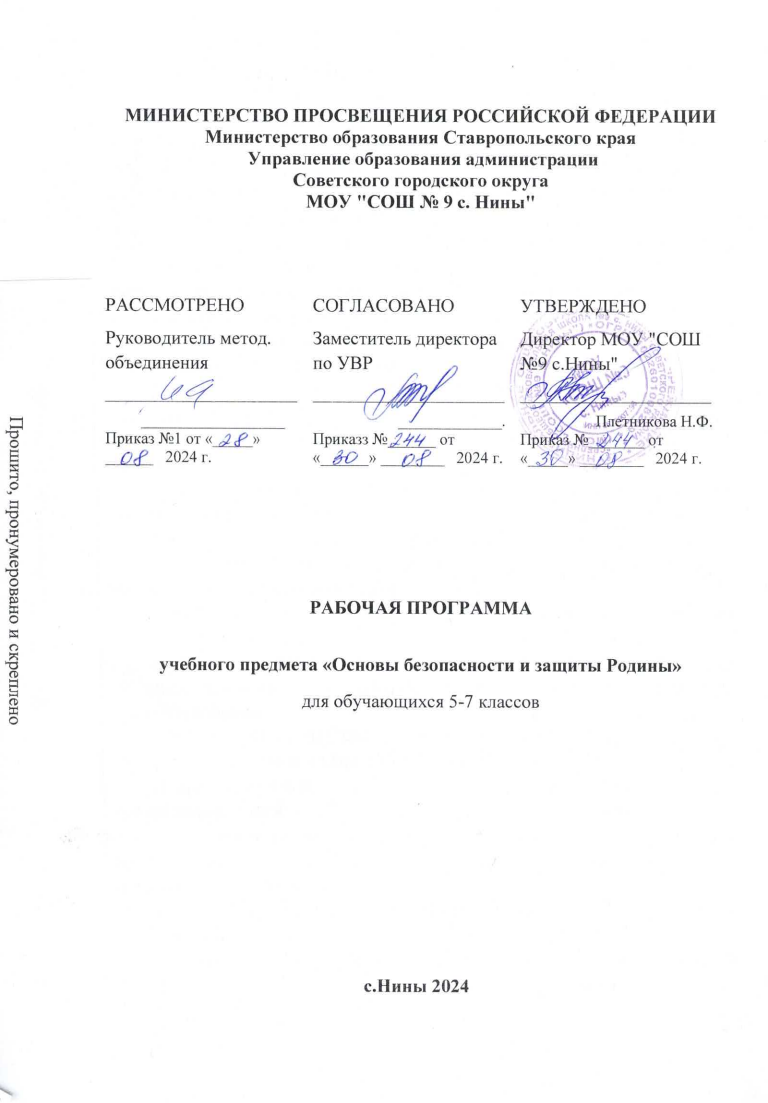 МИНИСТЕРСТВО ПРОСВЕЩЕНИЯ РОССИЙСКОЙ ФЕДЕРАЦИИ
Министерство образования Ставропольского края
Управление образования администрации
Советского городского округа
МОУ "СОШ № 9 с. Нины"
РАССМОТРЕНО
Руководитель метод.
объединения
Приказ №1 от «28»
08 2024 г.
СОГЛАСОВАНО
Заместитель директора
по УВР
Приказз №244 от
«30» 08 2024 г.
УТВЕРЖДЕНО
Директор МОУ "СОШ
№9 с.Нины"
Плетникова Н.Ф.
Приказ № 244 от
«30» 08 2024 г.
Прошито, пронумеровано и скреплено
РАБОЧАЯ ПРОГРАММА
учебного предмета «Основы безопасности и защиты Родины»
для обучающихся 5-7 классов
с.Нины 2024